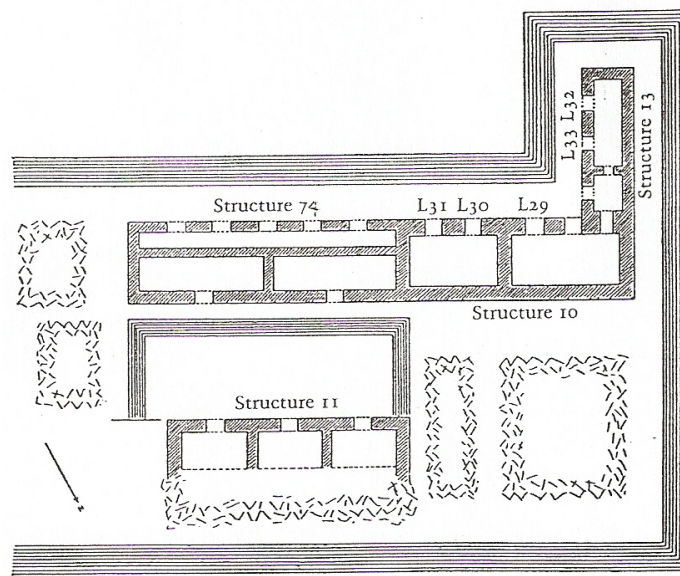 L33 L32
Structure 13
Structure 74
L31 L30
L29
Structure 10
Structure 11
z